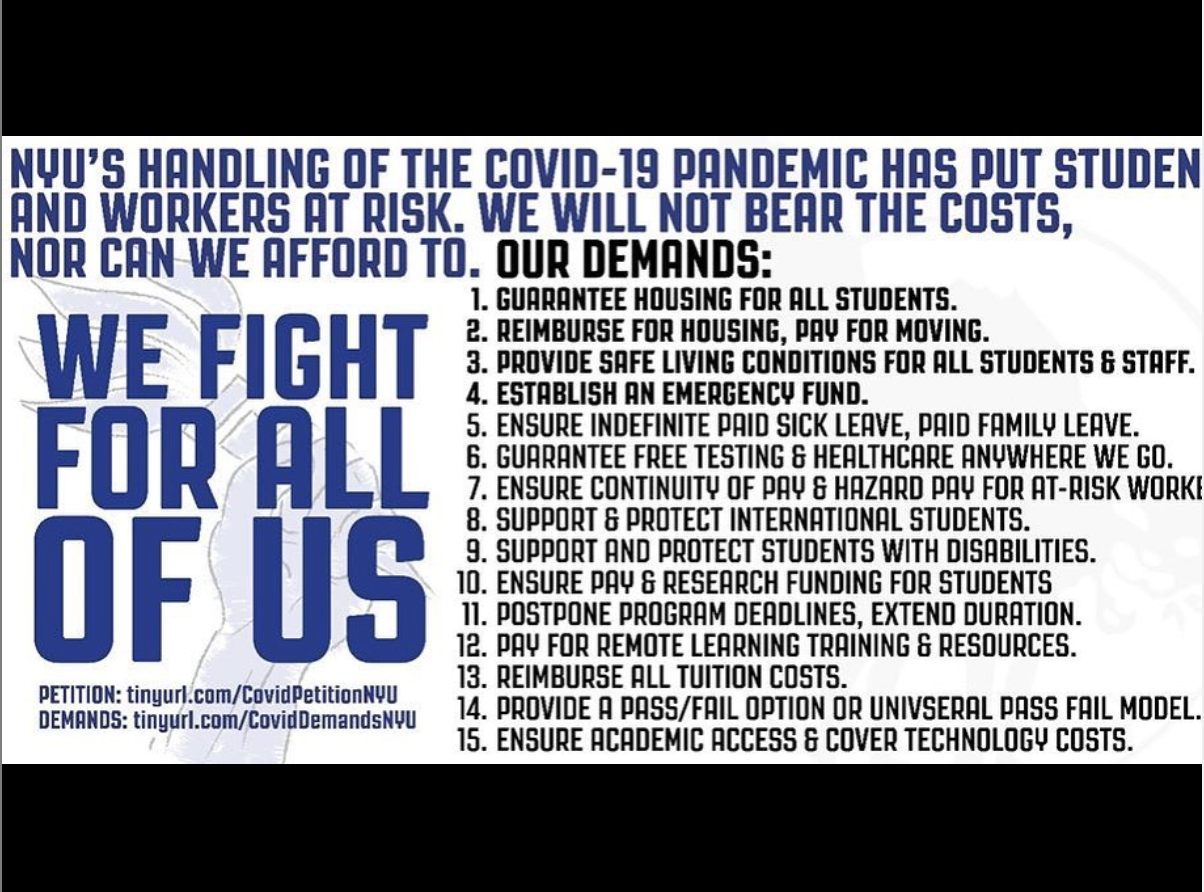 NYU'S HANDLING OF THE COVID-19 PANDEMIC HAS PUT STUDEN
AND WORKERS AT RISK. WE WILL NOT BEAR THE COSTS,
NOR CAN WE AFFORD TO. OUR DEMANDS:
WE FIGHT
FOR ALL
OF US
PETITION: tinyurl.com/CovidPetitionNYU
DEMANDS: tinyurl.com/CovidDemandsNYU
1. GUARANTEE HOUSING FOR ALL STUDENTS.
2. REIMBURSE FOR HOUSING, PAY FOR MOVING.
3. PROVIDE SAFE LIVING CONDITIONS FOR ALL STUDENTS & STAFF.
4. ESTABLISH AN EMERGENCY FUND.
5. ENSURE INDEFINITE PAID SICK LEAVE, PAID FAMILY LEAVE.
6. GUARANTEE FREE TESTING & HEALTHCARE ANYWHERE WE GO.
7. ENSURE CONTINUITY OF PAY & HAZARD PAY FOR AT-RISK WORKE
8. SUPPORT & PROTECT INTERNATIONAL STUDENTS.
9. SUPPORT AND PROTECT STUDENTS WITH DISABILITIES.
10. ENSURE PAY & RESEARCH FUNDING FOR STUDENTS
11. POSTPONE PROGRAM DEADLINES, EXTEND DURATION.
12. PAY FOR REMOTE LEARNING TRAINING & RESOURCES.
13. REIMBURSE ALL TUITION COSTS.
14. PROVIDE A PASS/FAIL OPTION OR UNIVSERAL PASS FAIL MODEL.
15. ENSURE ACADEMIC ACCESS & COVER TECHNOLOGY COSTS.